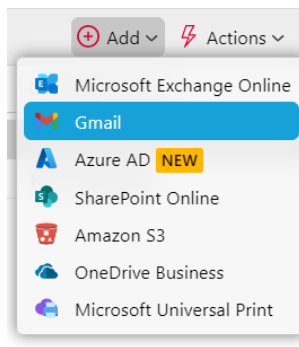 Add Actions
Microsoft Exchange Online
Gmail
Azure AD NEW
SharePoint Online
Amazon S3
OneDrive Business
Microsoft Universal Print